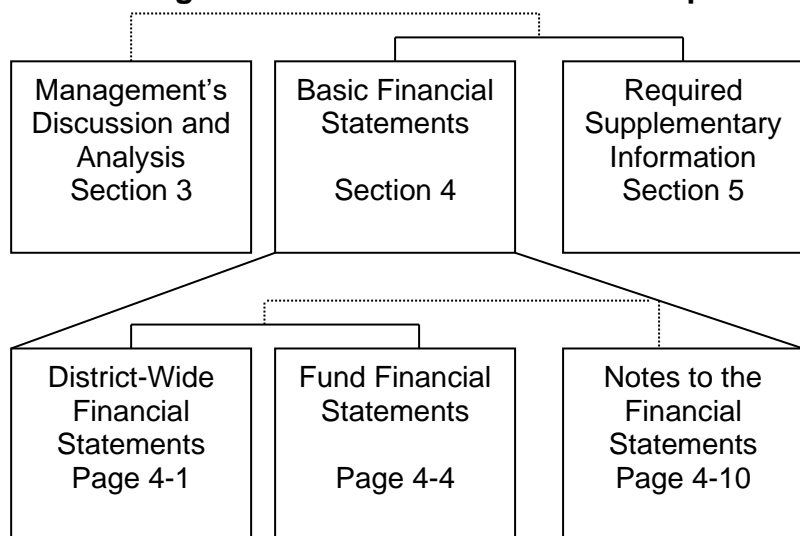 Management's
Discussion and
Analysis
Section 3
Basic Financial
Statements
Section 4
Required
Supplementary
Information
Section 5
District-Wide
Financial
Statements
Page 4-1
Fund Financial
Statements
Page 4-4
Notes to the
Financial
Statements
Page 4-10